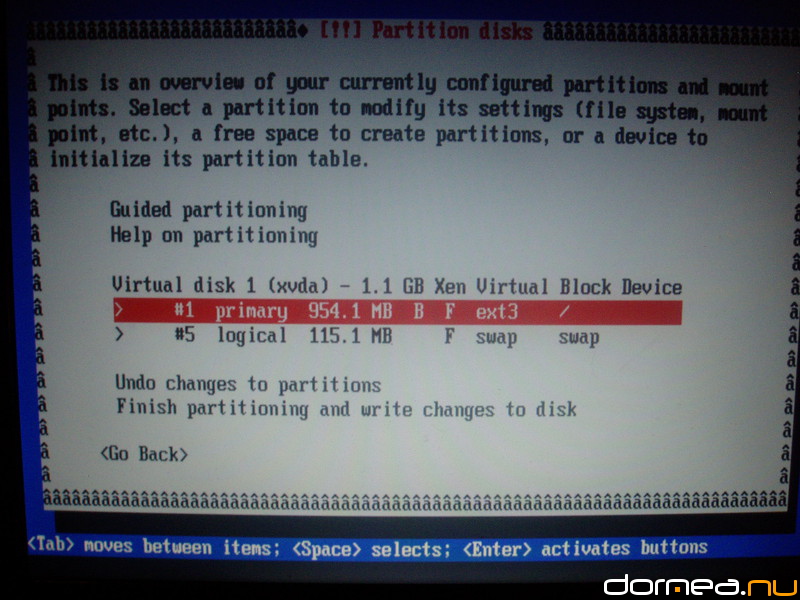 [!!] Partition disks
This is an overview of your currently configured partitions and mount
points. Select a partition to modify its settings (file system, mount
point, etc.), a free space to create partitions, or a device to
initialize its partition table.
Guided partitioning
Help on partitioning
Virtual disk 1 (xvda) - 1.1 GB Xen Virtual Block Device
> #1 primary 954.1 MB B F ext3 /
> #5 logical 115.1 MB F swap swap
Undo changes to partitions
Finish partitioning and write changes to disk
<Go Back>
<Tab> moves between items; <Space> selects; <Enter> activates buttons
dornea.nu